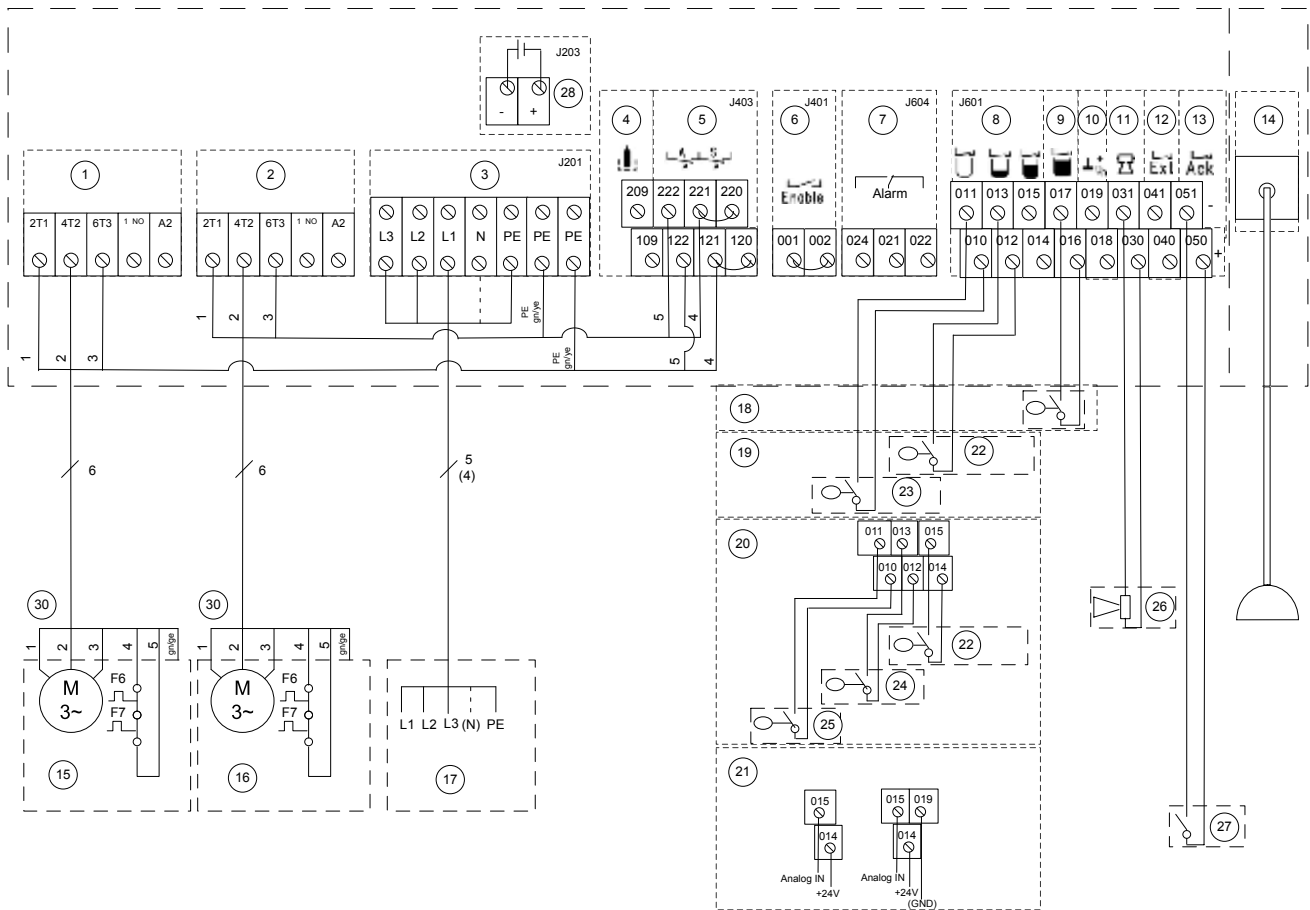 J203
28
- +
J403
J401
J604
J601
4 5 6 7 8 9 10 11 12 13 14
1 2 3 J201
A S
Enable
Alarm
Ext
Ack
209 222 221 220
109 122 121 120
001 002
024 021 022
011 013 015 017 019 031 041 051 -
010 012 014 016 018 030 040 050 +
2T1 4T2 6T3 1 NO A2
2T1 4T2 6T3 1 NO A2
L3 L2 L1 N PE PE PE
1 2 3
PE gn/ye
5 4
1 2 3
PE gn/ye
5 4
18
19
22
23
6
6
5
(4)
20
011 013 015
010 012 014
22
24
25
26
30
1 2 3 4 5 gn/ge
M
3~
F6
F7
15
30
1 2 3 4 5 gn/ge
M
3~
F6
F7
16
L1 L2 L3 (N) PE
17
21
015
014
Analog IN
+24V
015 019
014
Analog IN
+24V
(GND)
27